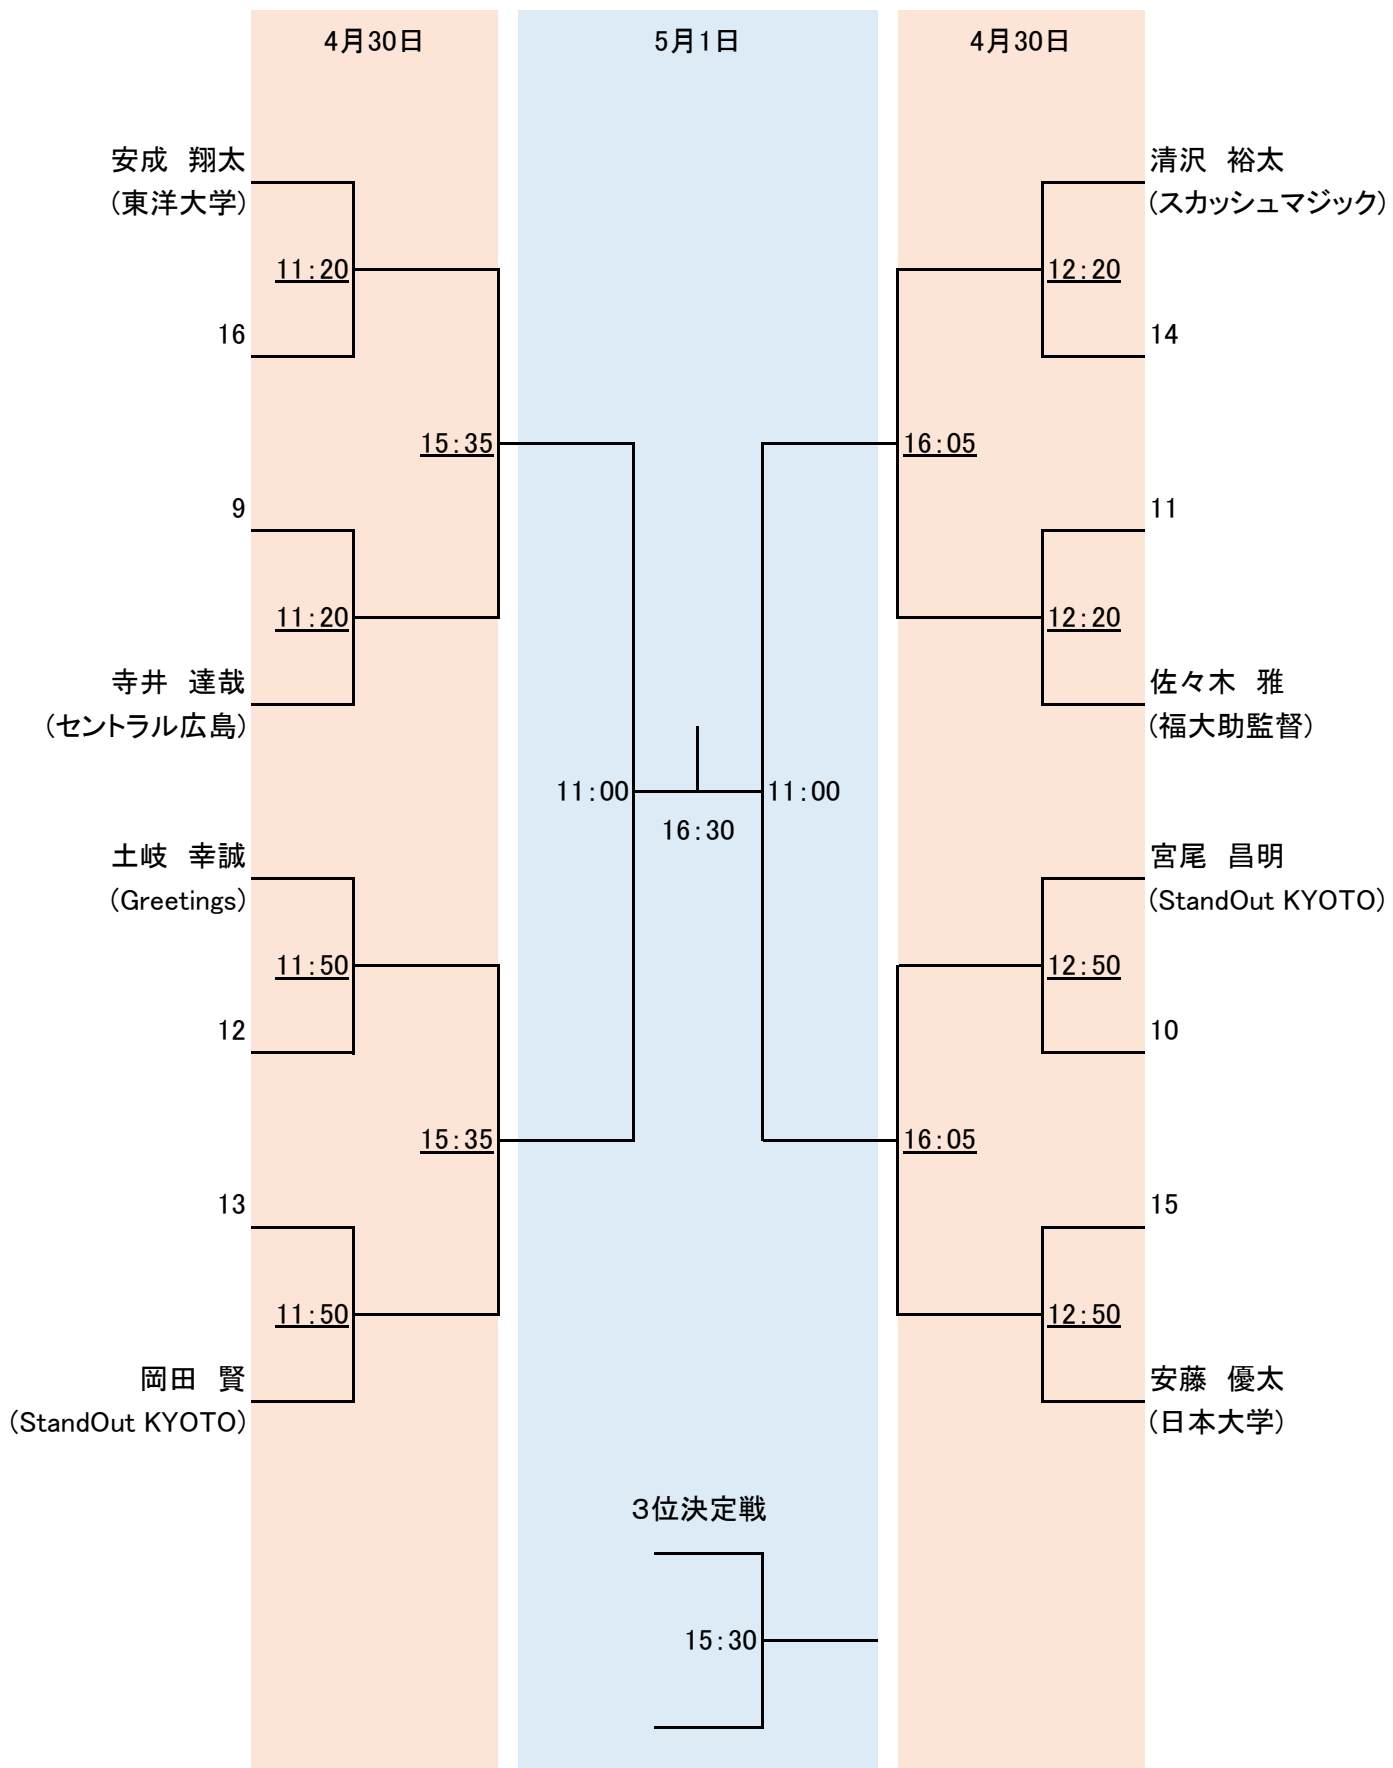 4月30日
5月1日
4月30日
安成　翔太
(東洋大学)
11:20
16
15:35
9
11:20
寺井　達哉
(セントラル広島)
土岐　幸誠
(Greetings)
11:50
12
15:35
13
11:50
岡田　賢
(StandOut KYOTO)
11:00
16:30
11:00
清沢　裕太
(スカッシュマジック)
12:20
14
16:05
11
12:20
佐々木　雅
(福大助監督)
宮尾　昌明
(StandOut KYOTO)
12:50
10
16:05
15
12:50
安藤　優太
(日本大学)
３位決定戦
15:30